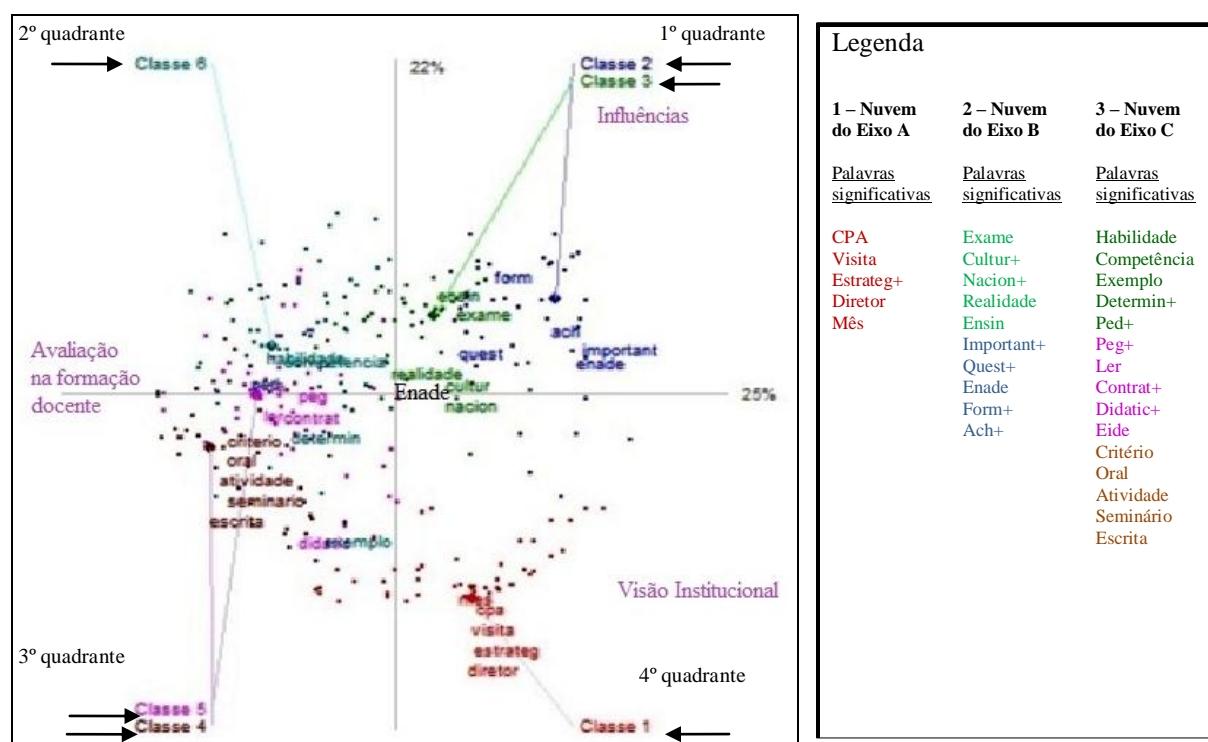 2º quadrante
1º quadrante
Classe 6
22%
Classe 2
Classe 3
Influências
form
ensin
exame
ach
quest
important
enade
habilidade
competencia
realidade
cultur
nacion
Enade
25%
Avaliação
na formação
docente
peg
ler
contrat
determin
criterio
oral
atividade
seminario
escrita
didatic
exemplo
mes
cpa
visita
estrateg
diretor
Visão Institucional
3º quadrante
4º quadrante
Classe 5
Classe 4
Classe 1
Legenda
1 – Nuvem
do Eixo A
2 – Nuvem
do Eixo B
3 – Nuvem
do Eixo C
Palavras
significativas
Palavras
significativas
Palavras
significativas
CPA
Visita
Estrateg+
Diretor
Mês
Exame
Cultur+
Nacion+
Realidade
Ensin
Important+
Quest+
Enade
Form+
Ach+
Habilidade
Competência
Exemplo
Determin+
Ped+
Peg+
Ler
Contrat+
Didatic+
Eide
Critério
Oral
Atividade
Seminário
Escrita